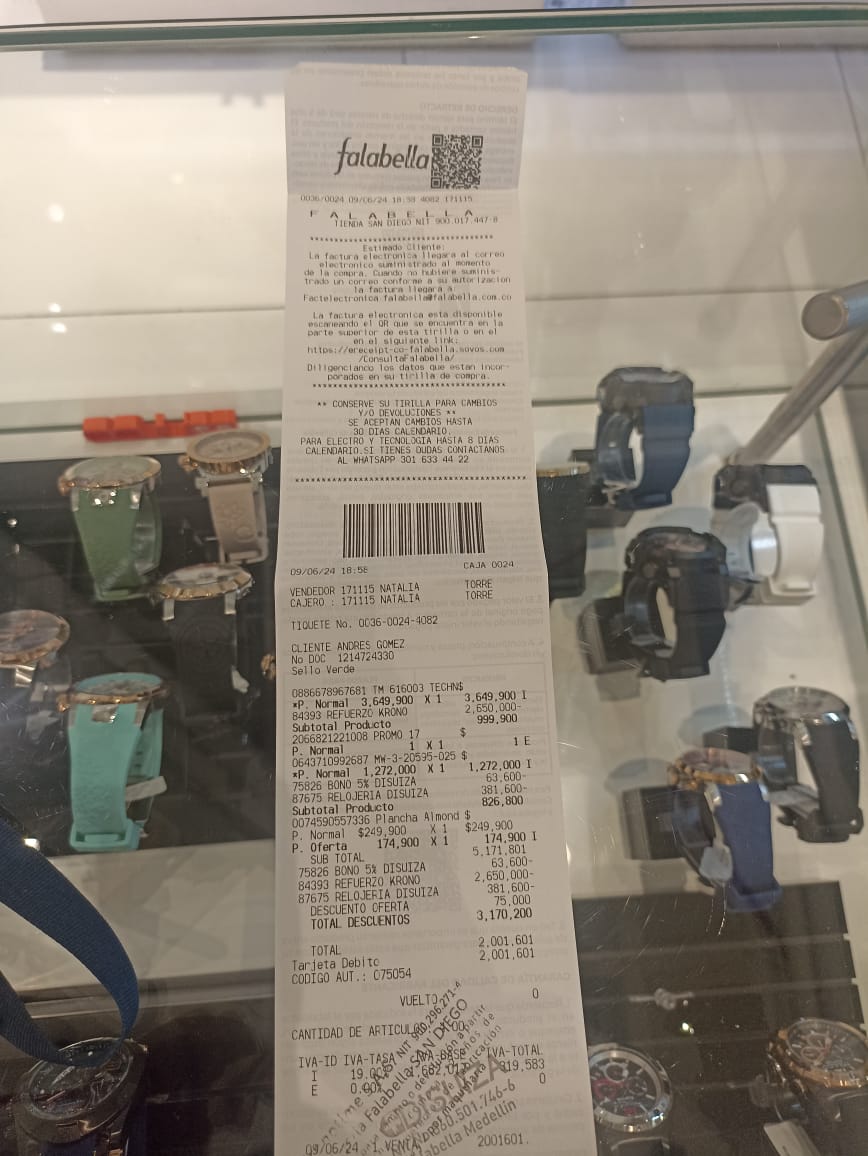 falabella
0036/0024 09/06/24 18:58 4082 171115
F A L A B E L L A
TIENDA SAN DIEGO NIT 900.017.447-8
Estimado Cliente:
La factura electronica llegara al correo
electronico suministrado al momento
de la compra. Cuando no hubiere suminis-
trado un correo conforme a su autorizacion
la factura llegara a:
Factelectronica.falabella@falabella.com.co
La factura electronica esta disponible
escaneando el QR que se encuentra en la
parte superior de esta tirilla o en el
en el siguiente link:
https://ereceipt-co-falabella.sovos.com
/ConsultaFalabella/
Diligenciando los datos que estan incor-
porados en su tirilla de compra.
** CONSERVE SU TIRILLA PARA CAMBIOS
Y/O DEVOLUCIONES **
SE ACEPTAN CAMBIOS HASTA
30 DIAS CALENDARIO.
PARA ELECTRO Y TECNOLOGIA HASTA 8 DIAS
CALENDARIO.SI TIENES DUDAS CONTACTANOS
AL WHATSAPP 301 633 44 22
09/06/24 18:58 CAJA 0024
VENDEDOR 171115 NATALIA TORRE
CAJERO : 171115 NATALIA TORRE
TIQUETE No. 0036-0024-4082
CLIENTE ANDRES GOMEZ
No DOC 1214724330
Sello Verde
0886678967681 TM 616003 TECHN$
*P. Normal 3,649,900 X 1 3,649,900 I
84393 REFUERZO KRONO 2,650,000-
Subtotal Producto 999,900
2066821221008 PROMO 17 $
P. Normal 1 X 1 1 E
0643710992687 MW-3-20595-025 $
*P. Normal 1,272,000 X 1 1,272,000 I
75826 BONO 5% DISUIZA 63,600-
87675 RELOJERIA DISUIZA 381,600-
Subtotal Producto 826,800
0074590557336 Plancha Almond $
P. Normal $249,900 X 1 $249,900
P. Oferta 174,900 X 1 174,900 I
SUB TOTAL 5,171,801
75826 BONO 5% DISUIZA 63,600-
84393 REFUERZO KRONO 2,650,000-
87675 RELOJERIA DISUIZA 381,600-
DESCUENTO OFERTA 75,000
TOTAL DESCUENTOS 3,170,200
TOTAL 2,001,601
Tarjeta Debito 2,001,601
CODIGO AUT.: 075054
VUELTO 0
CANTIDAD DE ARTICULOS
IVA-ID IVA-TASA IVA-BASE IVA-TOTAL
I 19.00% 319,583
E 0.00% 0
la Falabella SAN DIEGO
09/06/24 1 VENTA 2001601.